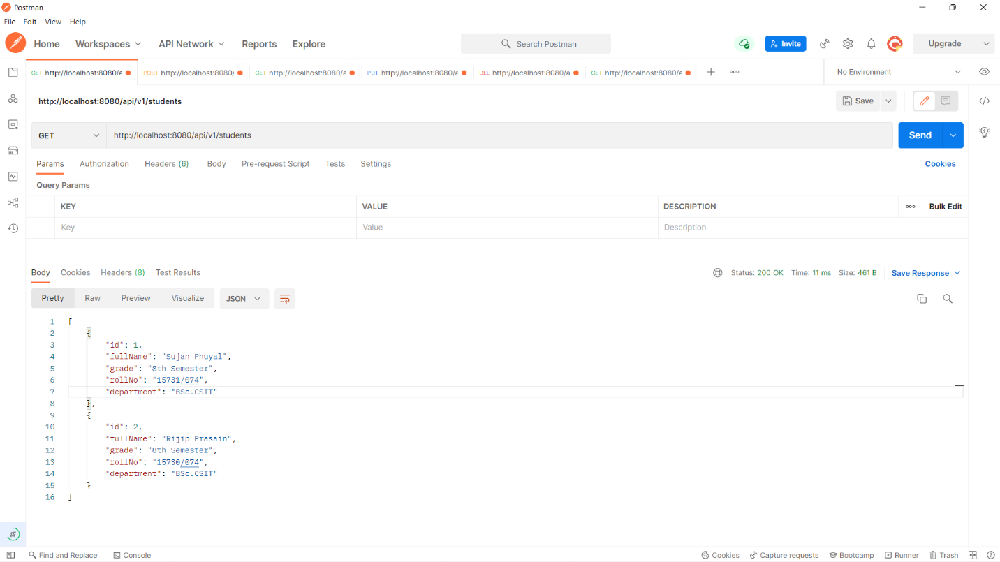 Postman
File Edit View Help
Home Workspaces API Network Reports Explore Search Postman Invite Upgrade
GET http://localhost:8080/a POST http://localhost:8080/ GET http://localhost:8080/a PUT http://localhost:8080/a DEL http://localhost:8080/a GET http://localhost:8080/a No Environment
http://localhost:8080/api/v1/students Save
GET http://localhost:8080/api/v1/students Send
Params Authorization Headers (6) Body Pre-request Script Tests Settings Cookies
Query Params
KEY VALUE DESCRIPTION Bulk Edit
Key Value Description
Body Cookies Headers (8) Test Results Status: 200 OK Time: 11 ms Size: 461 B Save Response
Pretty Raw Preview Visualize JSON
1 [
2 {
3 "id": 1,
4 "fullName": "Sujan Phuyal",
5 "grade": "8th Semester",
6 "rollNo": "15731/074",
7 "department": "BSc.CSIT"
8 },
9 {
10 "id": 2,
11 "fullName": "Rijip Prasain",
12 "grade": "8th Semester",
13 "rollNo": "15730/074",
14 "department": "BSc.CSIT"
15 }
16 ]
Find and Replace Console Cookies Capture requests Bootcamp Runner Trash